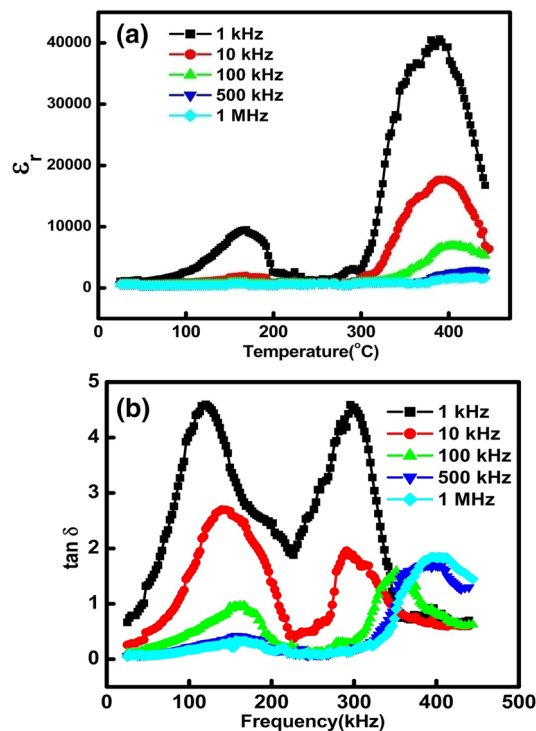 (a)
1 kHz
10 kHz
100 kHz
500 kHz
1 MHz
40000
30000
20000
10000
0
εr
0 100 200 300 400
Temperature(°C)
(b)
1 kHz
10 kHz
100 kHz
500 kHz
1 MHz
5
4
3
2
1
0
tan δ
0 100 200 300 400 500
Frequency(kHz)